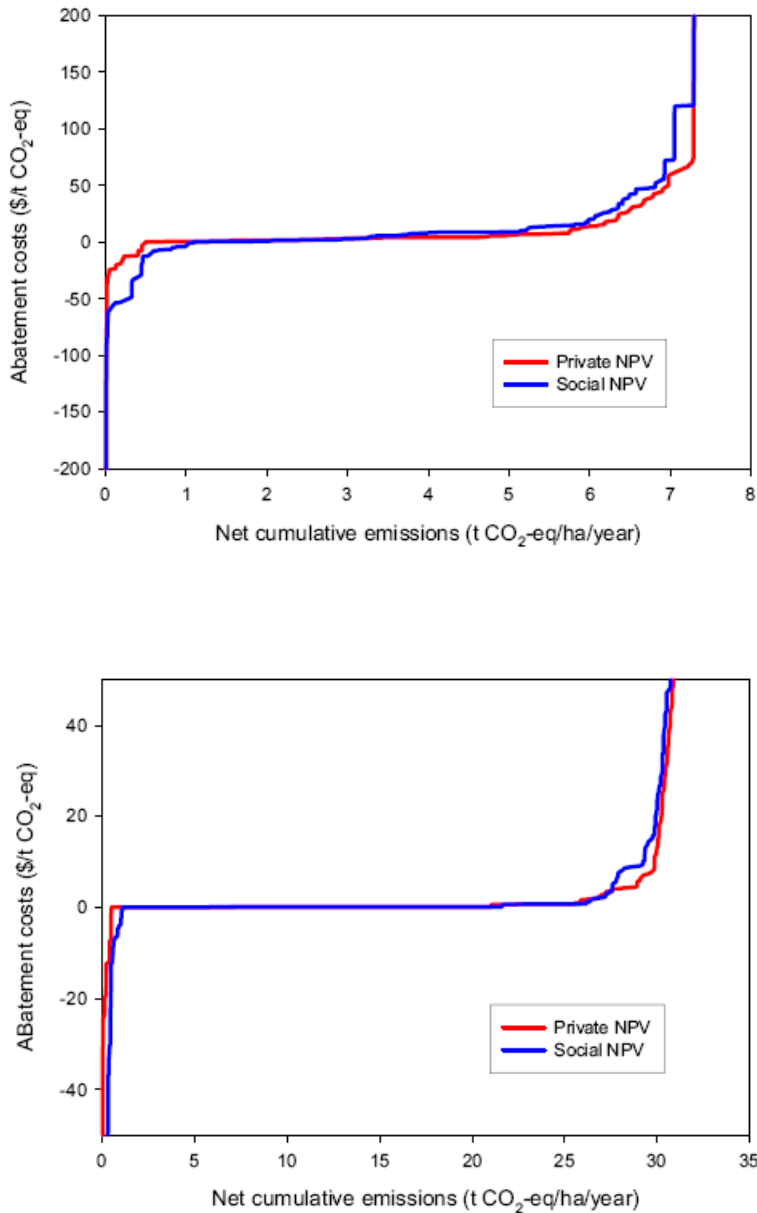 200
150
100
50
0
-50
-100
-150
-200
Abatement costs ($/t CO2-eq)
Private NPV
Social NPV
0 1 2 3 4 5 6 7 8
Net cumulative emissions (t CO2-eq/ha/year)
40
20
0
-20
-40
ABatement costs ($/t CO2-eq)
Private NPV
Social NPV
0 5 10 15 20 25 30 35
Net cumulative emissions (t CO2-eq/ha/year)